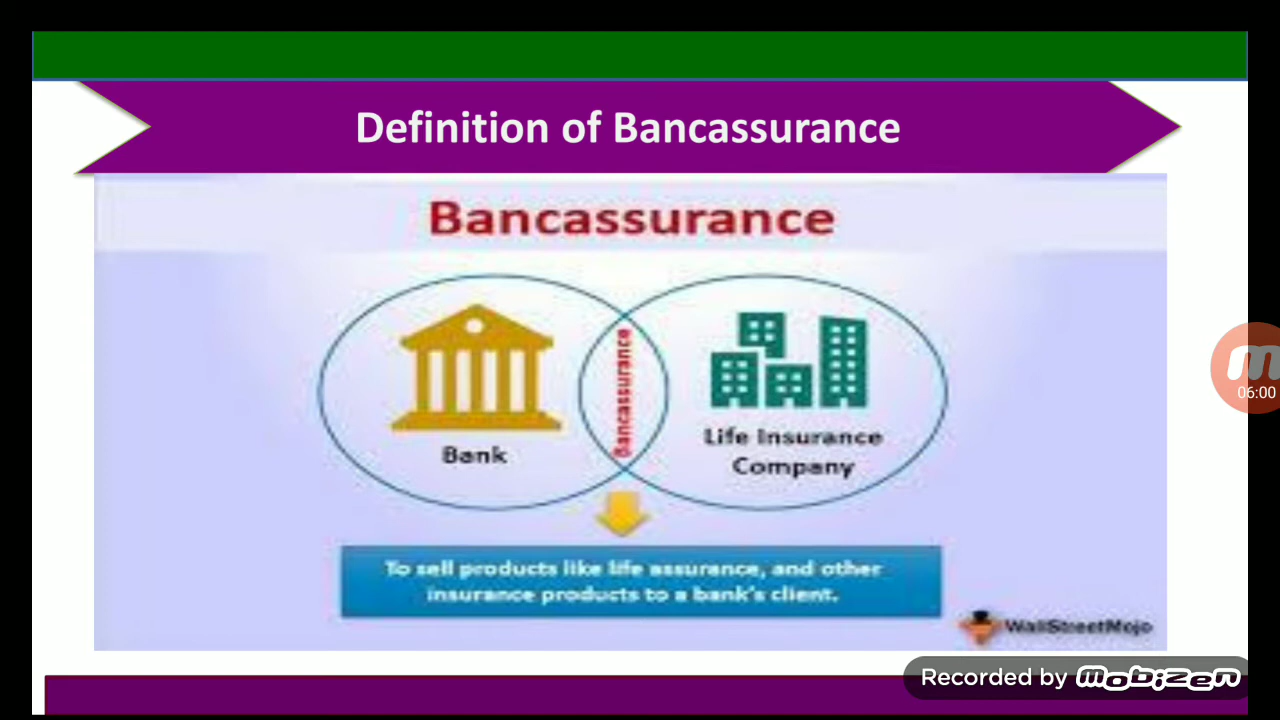 Definition of Bancassurance
Bancassurance
Bancassurance
Bank
Life Insurance
Company
To sell products like life assurance, and other
insurance products to a bank's client.
WallStreetMojo
06:00
Recorded by mobizen